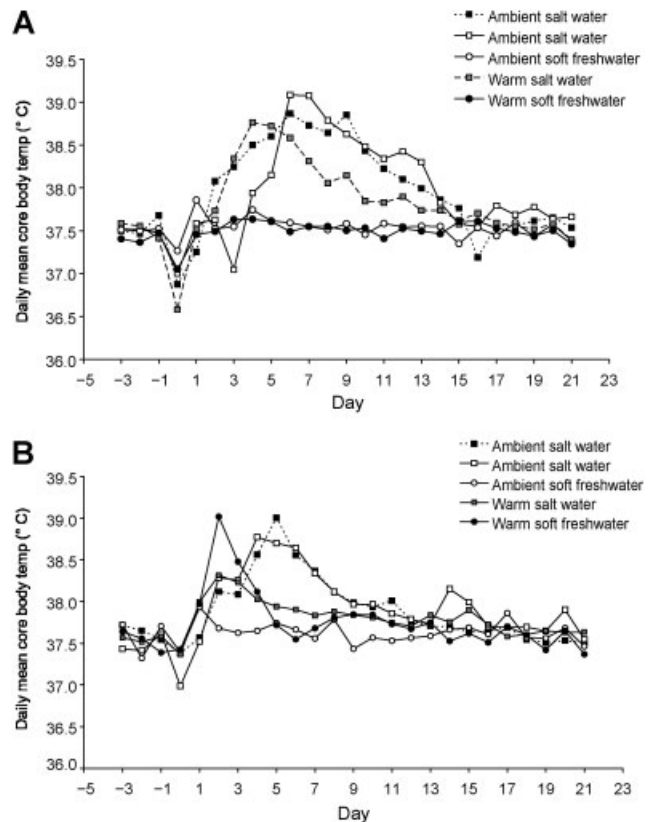 A
Ambient salt water
Ambient salt water
Ambient soft freshwater
Warm salt water
Warm soft freshwater
Daily mean core body temp (° C)
39.5
39.0
38.5
38.0
37.5
37.0
36.5
36.0
−5 −3 −1 1 3 5 7 9 11 13 15 17 19 21 23
Day
B
Ambient salt water
Ambient salt water
Ambient soft freshwater
Warm salt water
Warm soft freshwater
Daily mean core body temp (° C)
39.5
39.0
38.5
38.0
37.5
37.0
36.5
36.0
−5 −3 −1 1 3 5 7 9 11 13 15 17 19 21 23
Day